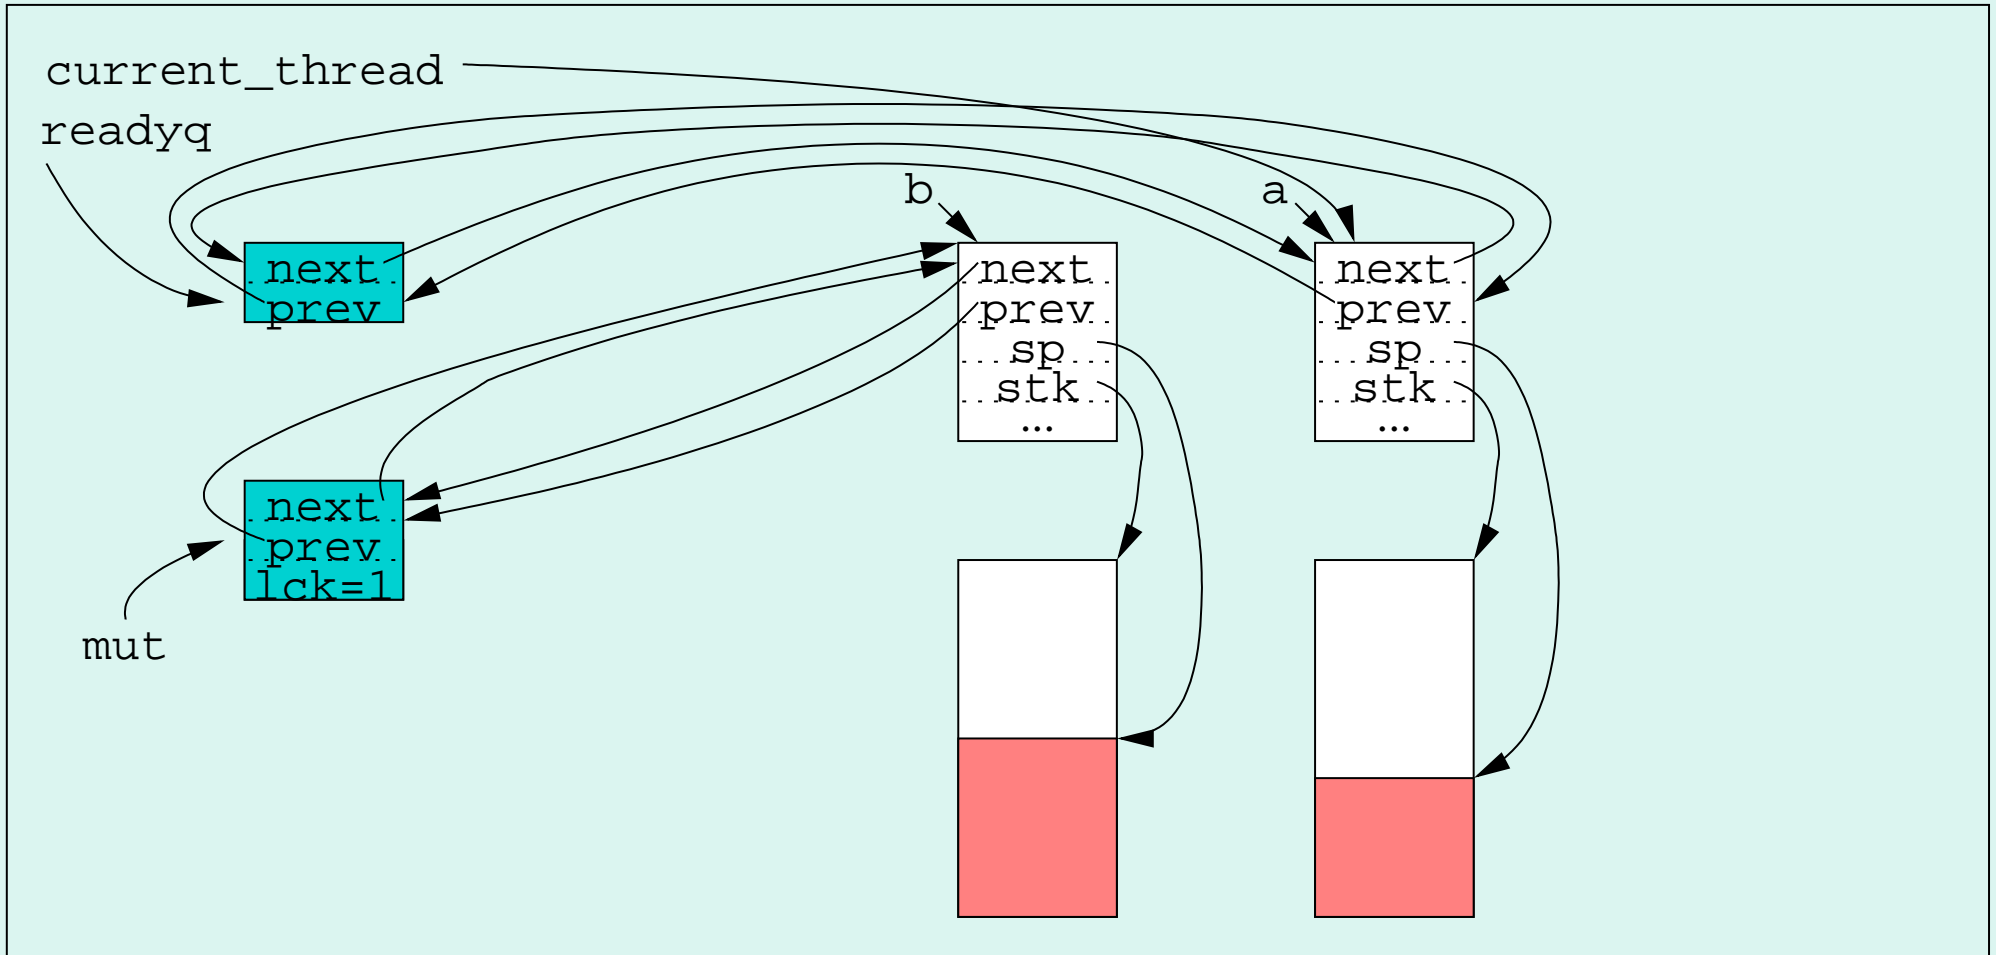 current_thread
readyq
b
a
next
prev
next
prev
sp
stk
...
next
prev
sp
stk
...
next
prev
lck=1
mut